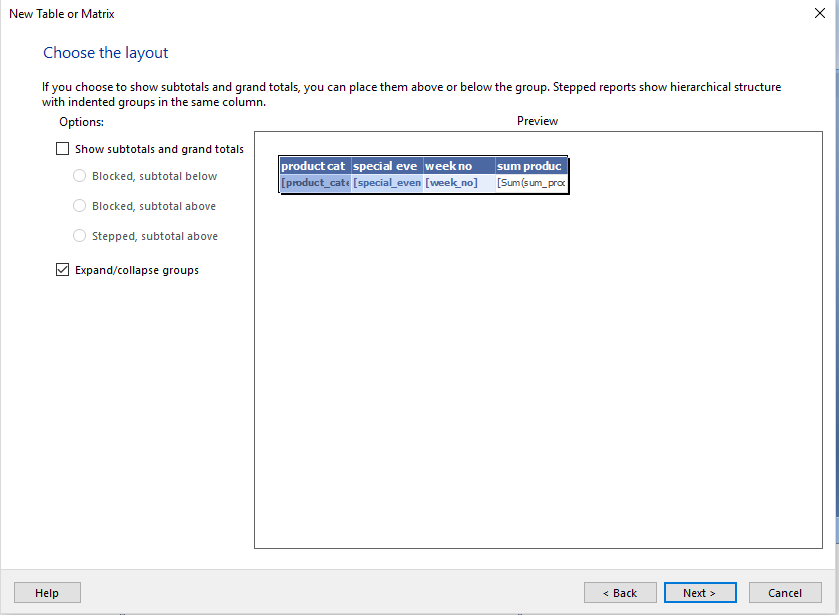 New Table or Matrix
Choose the layout
If you choose to show subtotals and grand totals, you can place them above or below the group. Stepped reports show hierarchical structure
with indented groups in the same column.
Options:
Preview
Show subtotals and grand totals
Blocked, subtotal below
Blocked, subtotal above
Stepped, subtotal above
Expand/collapse groups
product cat special eve week no sum produc
[product_cat [special_even [week_no] [Sum(sum_pro
Help
< Back
Next >
Cancel